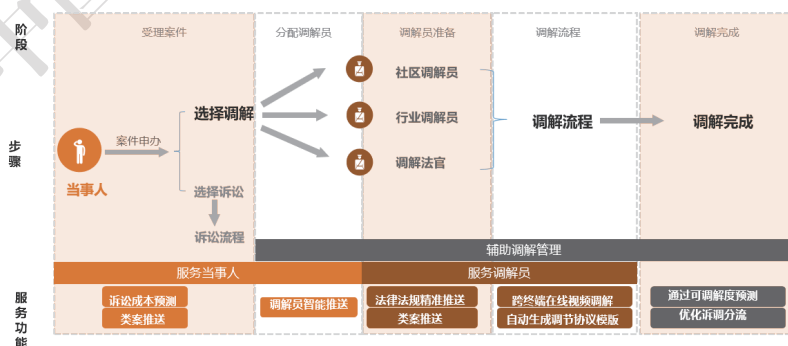 阶段
受理案件
分配调解员
调解员准备
调解流程
调解完成
步骤
当事人
案件申办
选择调解
选择诉讼
诉讼流程
社区调解员
行业调解员
调解法官
调解流程
调解完成
辅助调解管理
服务当事人
服务调解员
服务功能
诉讼成本预测
类案推送
调解员智能推送
法律法规精准推送
类案推送
跨终端在线视频调解
自动生成调节协议模版
通过可调解度预测
优化诉调分流